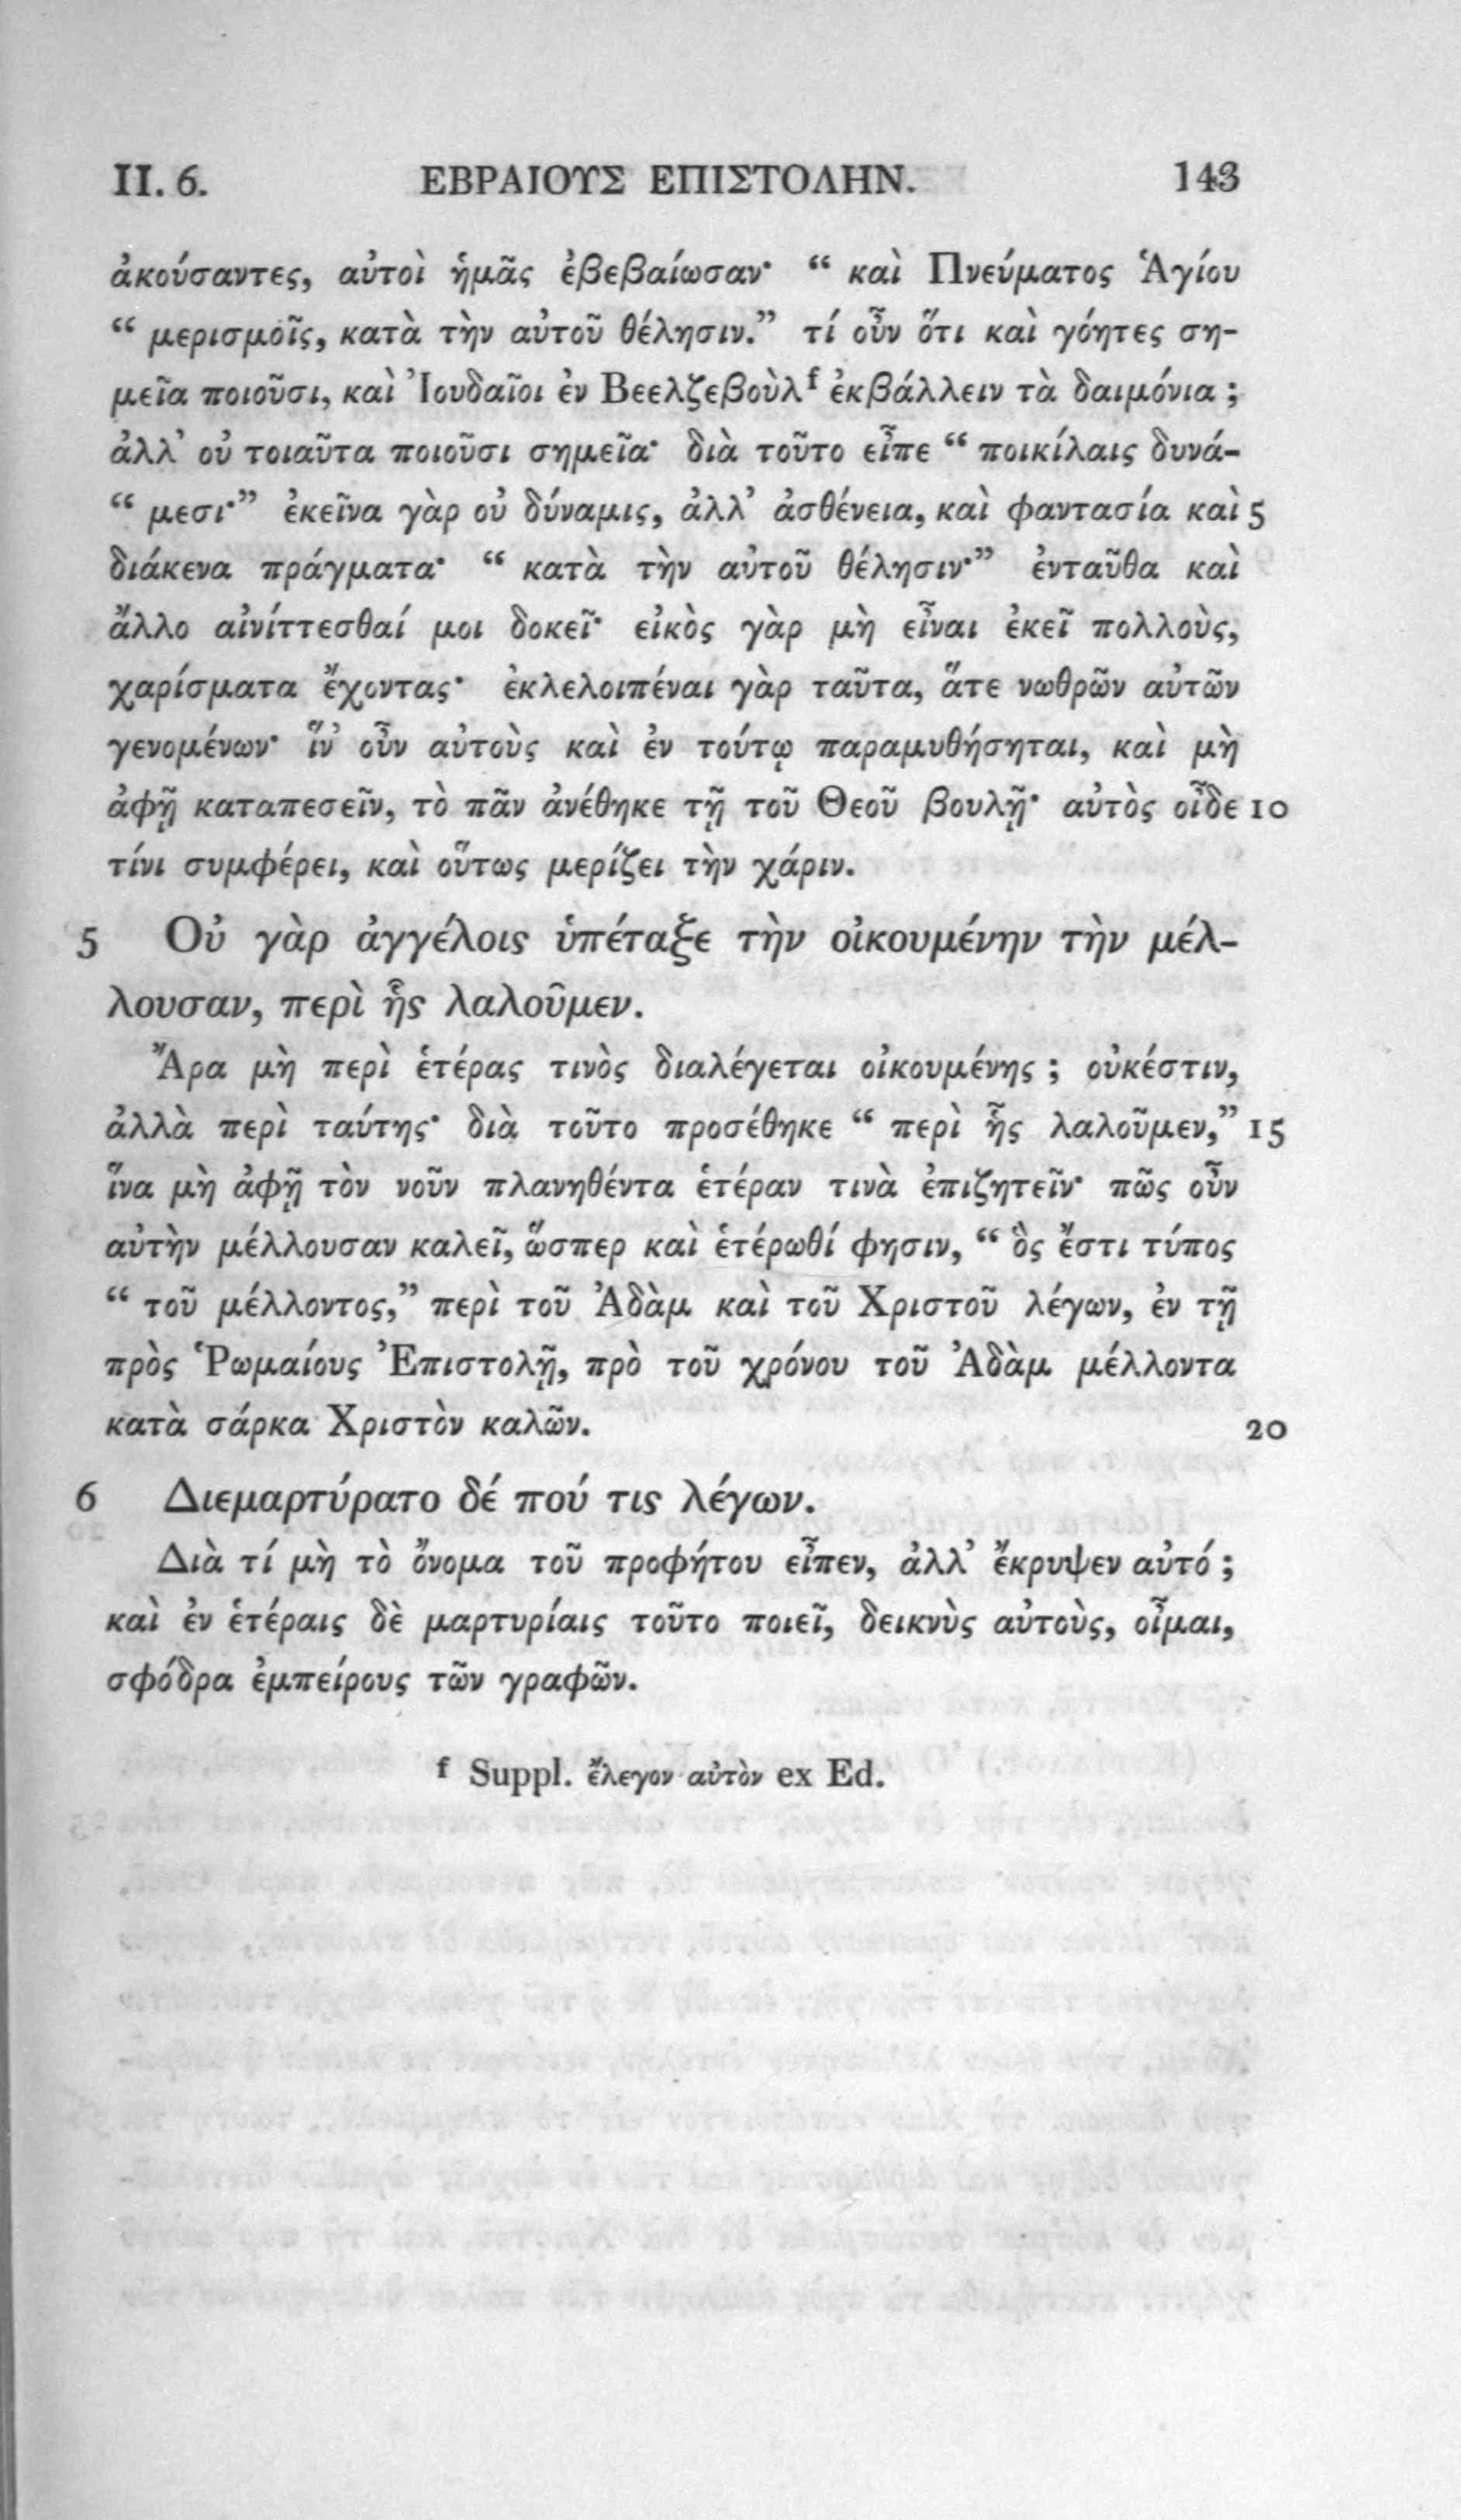 II. 6. ΕΒΡΑΙΟΥΣ ΕΠΙΣΤΟΛΗΝ. 143
ἀκούσαντες, αὐτοὶ ἡμᾶς ἐβεβαίωσαν· “ καὶ Πνεύματος Ἁγίου
“ μερισμοῖς, κατὰ τὴν αὐτοῦ θέλησιν.” τί οὖν ὅτι καὶ γόητες ση-
μεῖα ποιοῦσι, καὶ Ἰουδαῖοι ἐν Βεελζεβοὺλᶠ ἐκβάλλειν τὰ δαιμόνια ;
ἀλλ’ οὐ τοιαῦτα ποιοῦσι σημεῖα· διὰ τοῦτο εἶπε “ ποικίλαις δυνά-
“ μεσι·” ἐκεῖνα γὰρ οὐ δύναμις, ἀλλ’ ἀσθένεια, καὶ φαντασία καὶ 5
διάκενα πράγματα· “ κατὰ τὴν αὐτοῦ θέλησιν·” ἐνταῦθα καὶ
ἄλλο αἰνίττεσθαί μοι δοκεῖ· εἰκὸς γὰρ μὴ εἶναι ἐκεῖ πολλοὺς,
χαρίσματα ἔχοντας· ἐκλελοιπέναι γὰρ ταῦτα, ἅτε νωθρῶν αὐτῶν
γενομένων· ἵν’ οὖν αὐτοὺς καὶ ἐν τούτῳ παραμυθήσηται, καὶ μὴ
ἀφῇ καταπεσεῖν, τὸ πᾶν ἀνέθηκε τῇ τοῦ Θεοῦ βουλῇ· αὐτὸς οἶδε 10
τίνι συμφέρει, καὶ οὕτως μερίζει τὴν χάριν.
5 Οὐ γὰρ ἀγγέλοις ὑπέταξε τὴν οἰκουμένην τὴν μέλ-
λουσαν, περὶ ἧς λαλοῦμεν.
Ἄρα μὴ περὶ ἑτέρας τινὸς διαλέγεται οἰκουμένης ; οὐκέστιν,
ἀλλὰ περὶ ταύτης· διὰ τοῦτο προσέθηκε “ περὶ ἧς λαλοῦμεν,” 15
ἵνα μὴ ἀφῇ τὸν νοῦν πλανηθέντα ἑτέραν τινὰ ἐπιζητεῖν· πῶς οὖν
αὐτὴν μέλλουσαν καλεῖ, ὥσπερ καὶ ἑτέρωθί φησιν, “ ὃς ἔστι τύπος
“ τοῦ μέλλοντος,” περὶ τοῦ Ἀδὰμ καὶ τοῦ Χριστοῦ λέγων, ἐν τῇ
πρὸς Ῥωμαίους Ἐπιστολῇ, πρὸ τοῦ χρόνου τοῦ Ἀδὰμ μέλλοντα
κατὰ σάρκα Χριστὸν καλῶν. 20
6 Διεμαρτύρατο δέ πού τις λέγων.
Διὰ τί μὴ τὸ ὄνομα τοῦ προφήτου εἶπεν, ἀλλ’ ἔκρυψεν αὐτό ;
καὶ ἐν ἑτέραις δὲ μαρτυρίαις τοῦτο ποιεῖ, δεικνὺς αὐτοὺς, οἶμαι,
σφόδρα ἐμπείρους τῶν γραφῶν.
ᶠ Suppl. ἔλεγον αὐτὸν ex Ed.